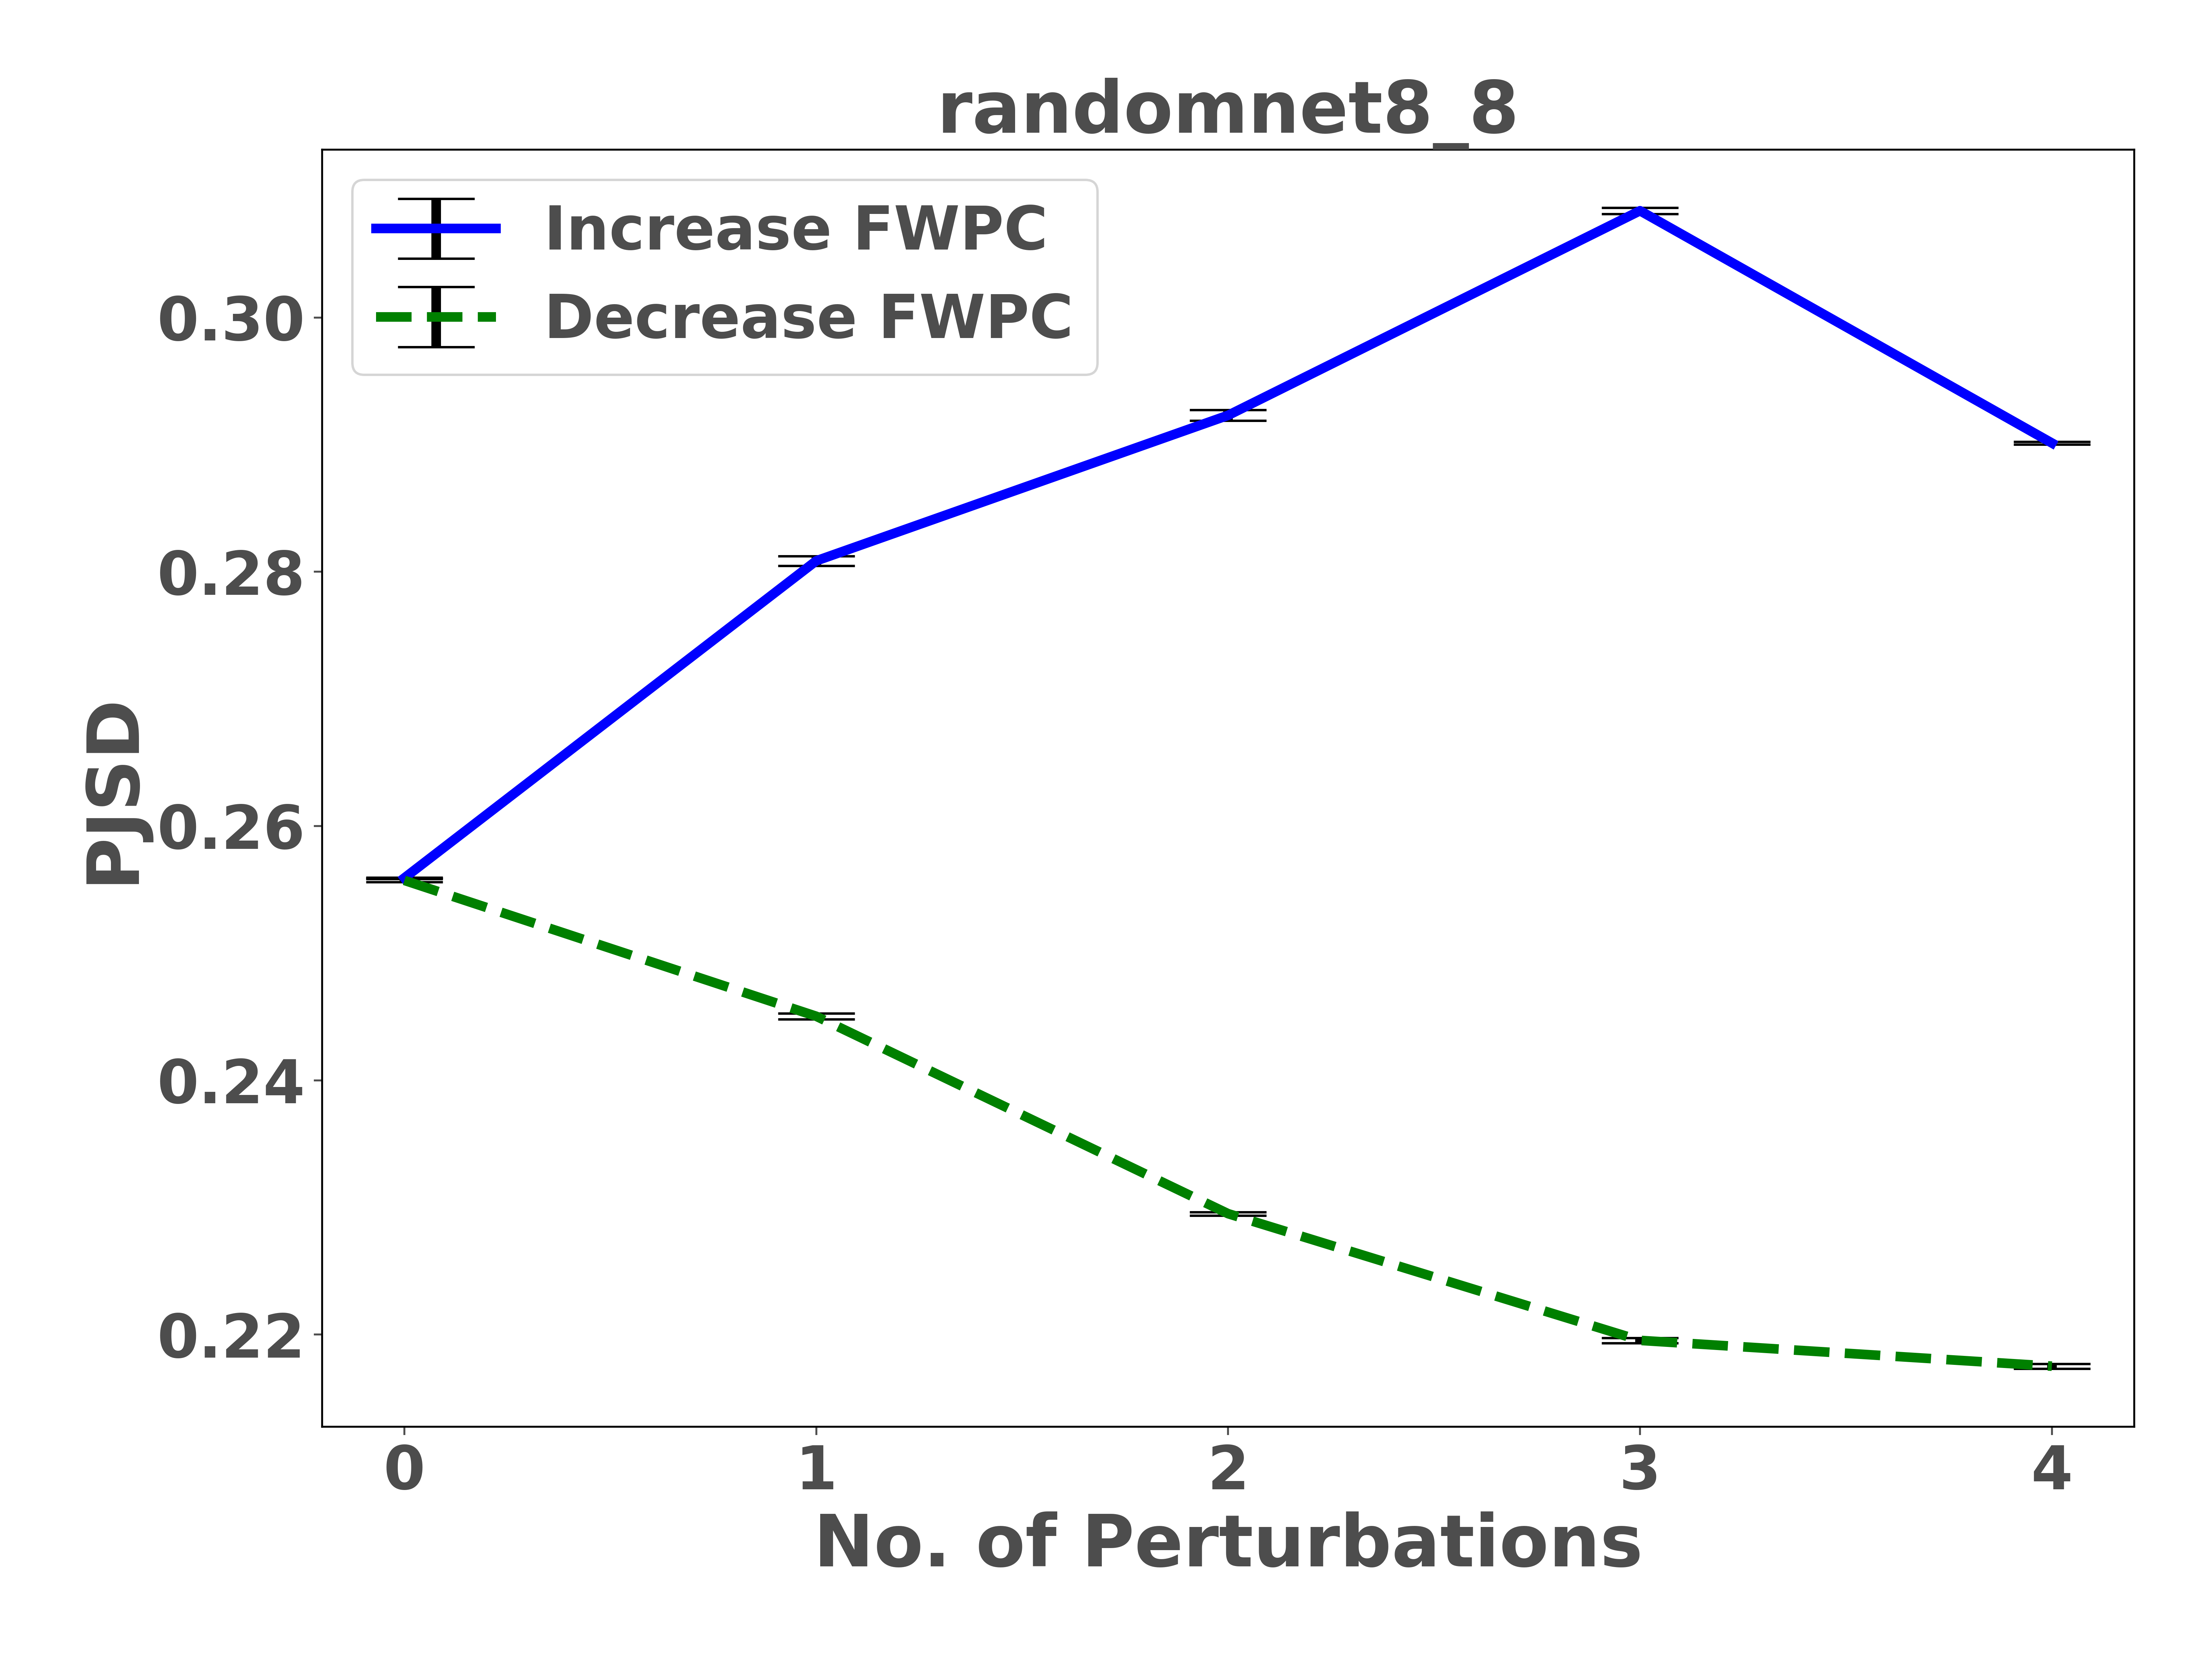 randomnet8_8
Increase FWPC
Decrease FWPC
0.30
0.28
0.26
0.24
0.22
PJSD
0 1 2 3 4
No. of Perturbations